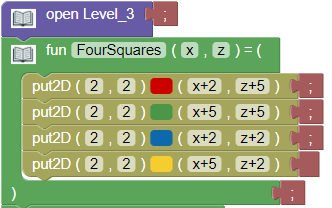 open Level_3 ;
fun FourSquares ( x , z ) = (
put2D ( 2 , 2 ) ( x+2 , z+5 ) ;
put2D ( 2 , 2 ) ( x+5 , z+5 ) ;
put2D ( 2 , 2 ) ( x+2 , z+2 ) ;
put2D ( 2 , 2 ) ( x+5 , z+2 ) ;
) ;